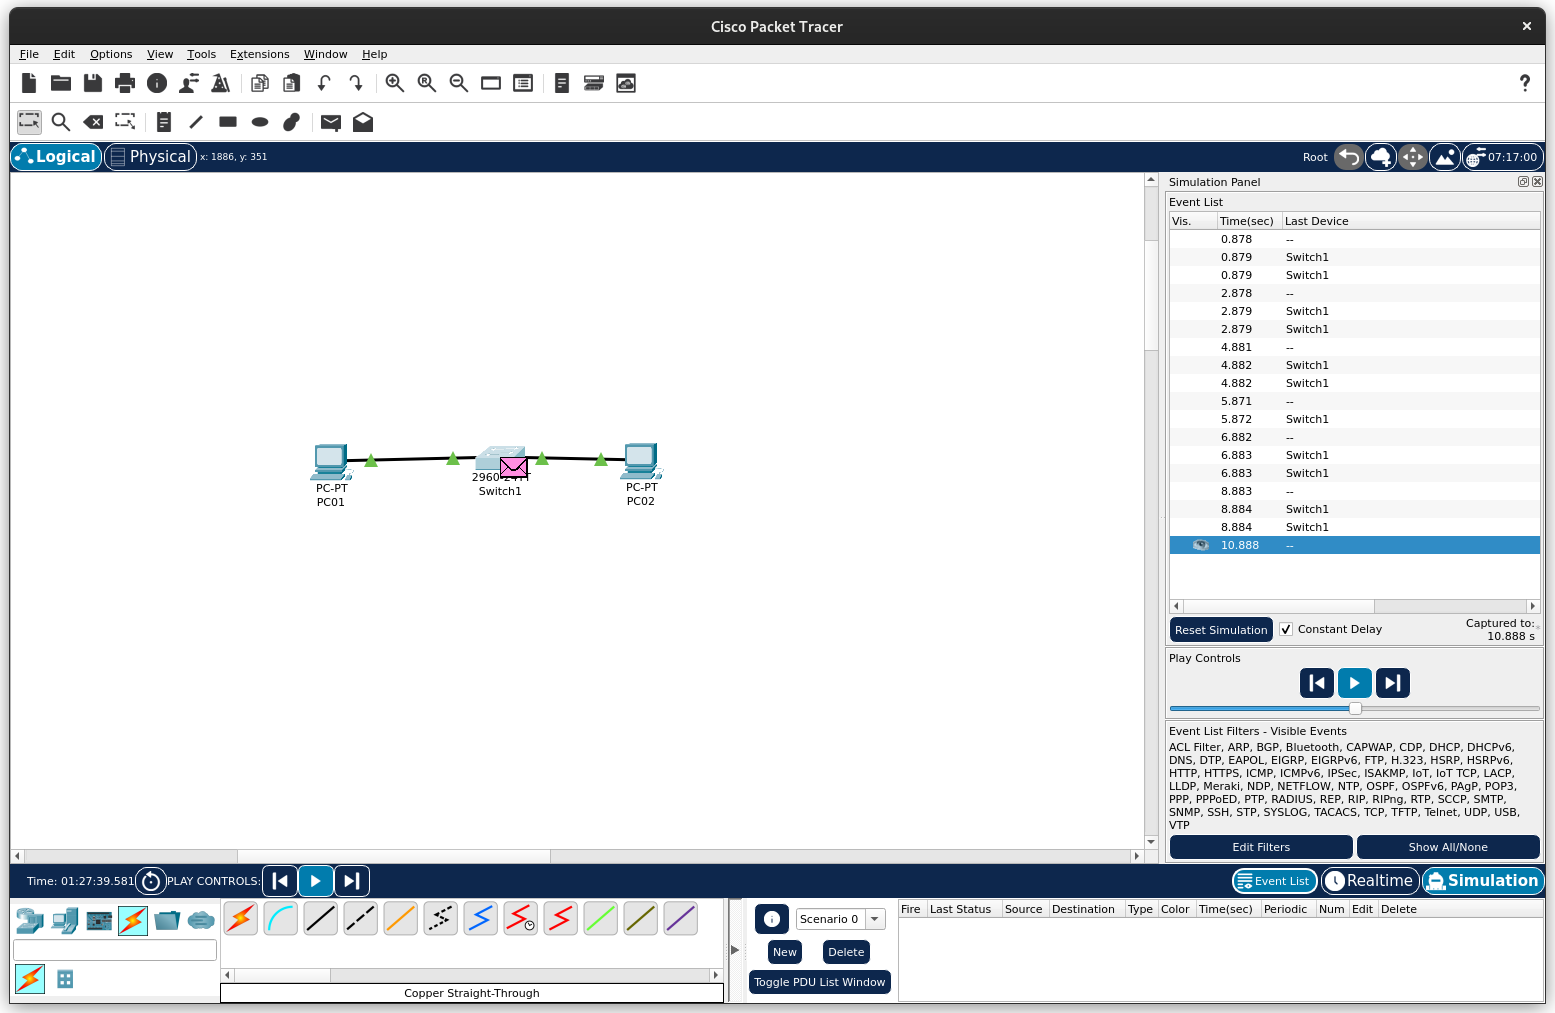 Cisco Packet Tracer
File Edit Options View Tools Extensions Window Help
Logical Physical x: 1886, y: 351 Root 07:17:00
Simulation Panel
Event List
Vis. Time(sec) Last Device
0.878 --
0.879 Switch1
0.879 Switch1
2.878 --
2.879 Switch1
2.879 Switch1
4.881 --
4.882 Switch1
4.882 Switch1
5.871 --
5.872 Switch1
6.882 --
6.883 Switch1
6.883 Switch1
8.883 --
8.884 Switch1
8.884 Switch1
10.888 --
PC-PT
PC01
2960
Switch1
PC-PT
PC02
Reset Simulation Constant Delay Captured to:
10.888 s
Play Controls
Event List Filters - Visible Events
ACL Filter, ARP, BGP, Bluetooth, CAPWAP, CDP, DHCP, DHCPv6,
DNS, DTP, EAPOL, EIGRP, EIGRPv6, FTP, H.323, HSRP, HSRPv6,
HTTP, HTTPS, ICMP, ICMPv6, IPSec, ISAKMP, IoT, IoT TCP, LACP,
LLDP, Meraki, NDP, NETFLOW, NTP, OSPF, OSPFv6, PAgP, POP3,
PPP, PPPoED, PTP, RADIUS, REP, RIP, RIPng, RTP, SCCP, SMTP,
SNMP, SSH, STP, SYSLOG, TACACS, TCP, TFTP, Telnet, UDP, USB,
VTP
Edit Filters Show All/None
Time: 01:27:39.581 PLAY CONTROLS: Event List Realtime Simulation
Scenario 0
New Delete
Toggle PDU List Window
Fire Last Status Source Destination Type Color Time(sec) Periodic Num Edit Delete
Copper Straight-Through